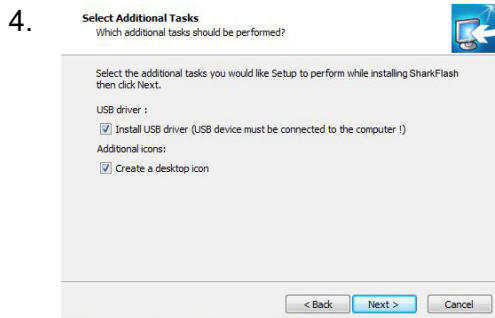 4.
Select Additional Tasks
Which additional tasks should be performed?
Select the additional tasks you would like Setup to perform while installing SharkFlash
then click Next.
USB driver :
Install USB driver (USB device must be connected to the computer !)
Additional icons:
Create a desktop icon
< Back Next > Cancel